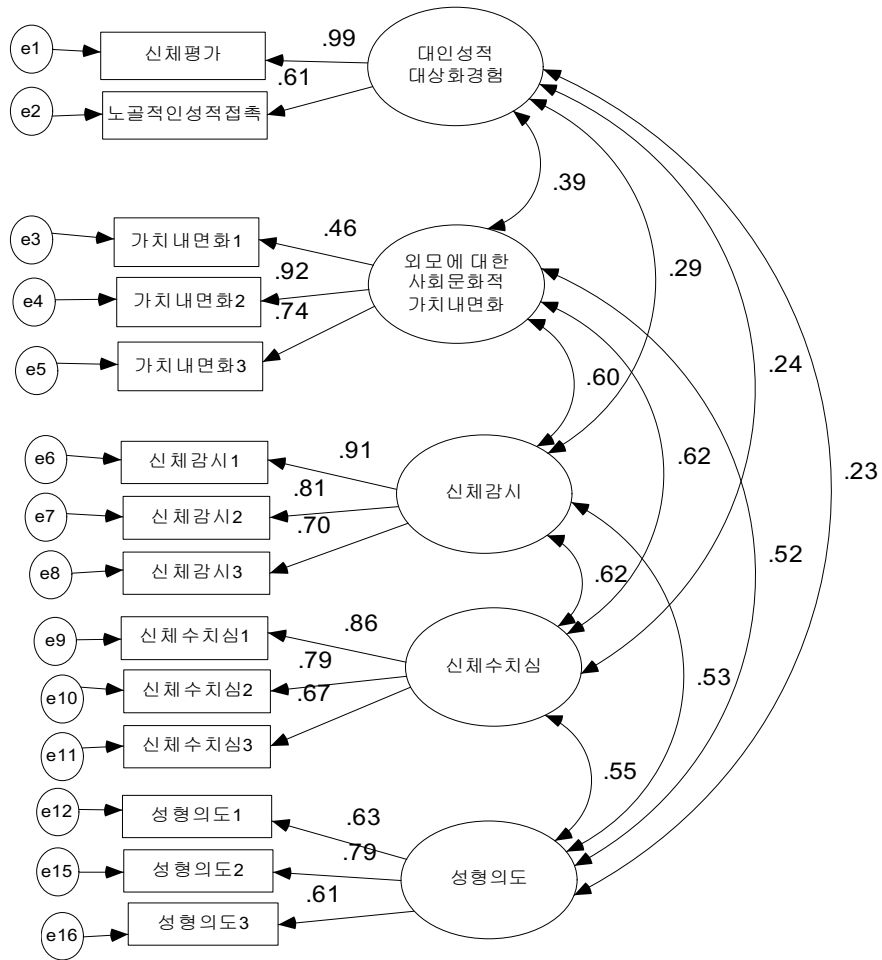 e1
신체평가
.99
대인성적
대상화경험
.61
e2
노골적인성적접촉
.39
e3
가치내면화1
.46
외모에 대한
사회문화적
가치내면화
.29
.92
e4
가치내면화2
.74
e5
가치내면화3
.60
.24
e6
신체감시1
.91
.62
.23
.81
신체감시
e7
신체감시2
.70
.52
e8
신체감시3
.62
e9
신체수치심1
.86
.79
신체수치심
.53
e10
신체수치심2
.67
e11
신체수치심3
.55
e12
성형의도1
.63
.79
e15
성형의도2
성형의도
.61
e16
성형의도3